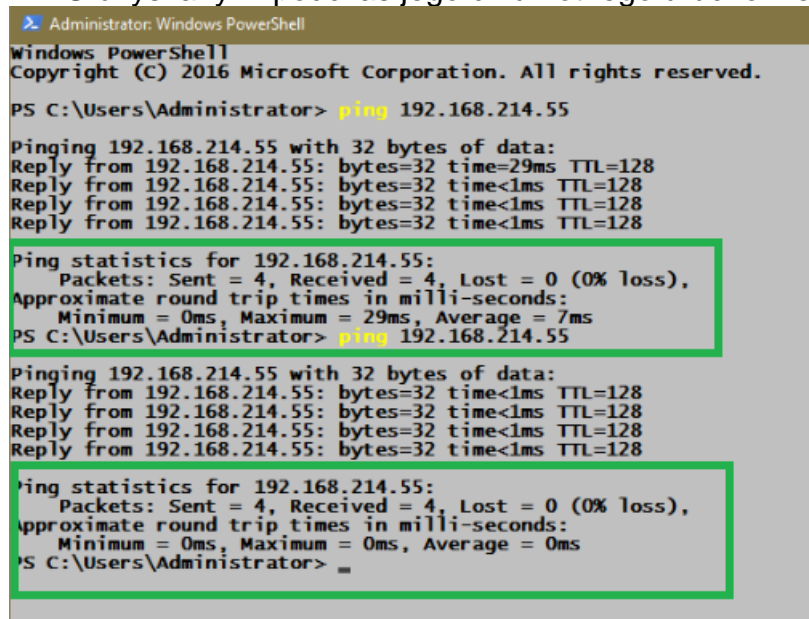 Administrator: Windows PowerShell
Windows PowerShell
Copyright (C) 2016 Microsoft Corporation. All rights reserved.
PS C:\Users\Administrator> ping 192.168.214.55
Pinging 192.168.214.55 with 32 bytes of data:
Reply from 192.168.214.55: bytes=32 time=29ms TTL=128
Reply from 192.168.214.55: bytes=32 time<1ms TTL=128
Reply from 192.168.214.55: bytes=32 time<1ms TTL=128
Reply from 192.168.214.55: bytes=32 time<1ms TTL=128
Ping statistics for 192.168.214.55:
Packets: Sent = 4, Received = 4, Lost = 0 (0% loss),
Approximate round trip times in milli-seconds:
Minimum = 0ms, Maximum = 29ms, Average = 7ms
PS C:\Users\Administrator> ping 192.168.214.55
Pinging 192.168.214.55 with 32 bytes of data:
Reply from 192.168.214.55: bytes=32 time<1ms TTL=128
Reply from 192.168.214.55: bytes=32 time<1ms TTL=128
Reply from 192.168.214.55: bytes=32 time<1ms TTL=128
Reply from 192.168.214.55: bytes=32 time<1ms TTL=128
Ping statistics for 192.168.214.55:
Packets: Sent = 4, Received = 4, Lost = 0 (0% loss),
Approximate round trip times in milli-seconds:
Minimum = 0ms, Maximum = 0ms, Average = 0ms
PS C:\Users\Administrator> _